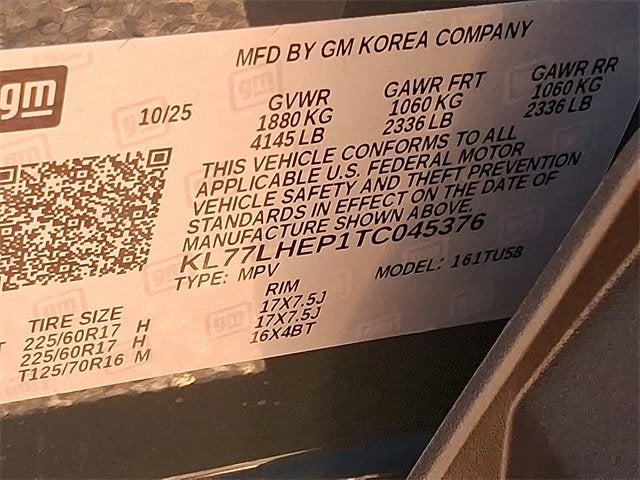 MFD BY GM KOREA COMPANY
gm
10/25
GVWR GAWR FRT GAWR RR
1880 KG 1060 KG 1060 KG
4145 LB 2336 LB 2336 LB
THIS VEHICLE CONFORMS TO ALL
APPLICABLE U.S. FEDERAL MOTOR
VEHICLE SAFETY AND THEFT PREVENTION
STANDARDS IN EFFECT ON THE DATE OF
MANUFACTURE SHOWN ABOVE.
KL77LHEP1TC045376
TYPE: MPV MODEL: 161TU58
TIRE SIZE RIM
225/60R17 H 17X7.5J
225/60R17 H 17X7.5J
T125/70R16 M 16X4BT